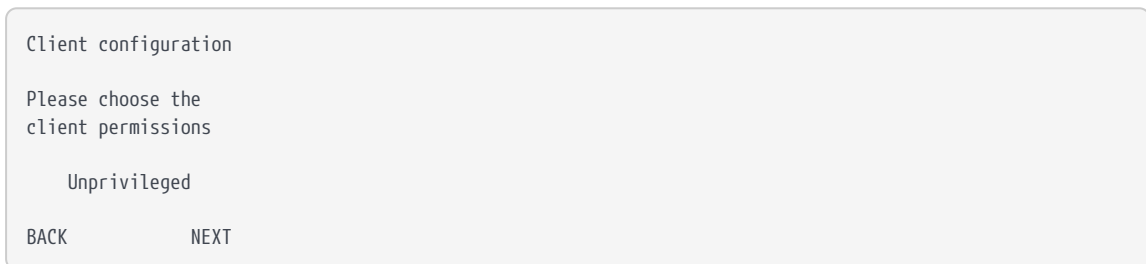 Client configuration
Please choose the
client permissions
Unprivileged
BACK NEXT